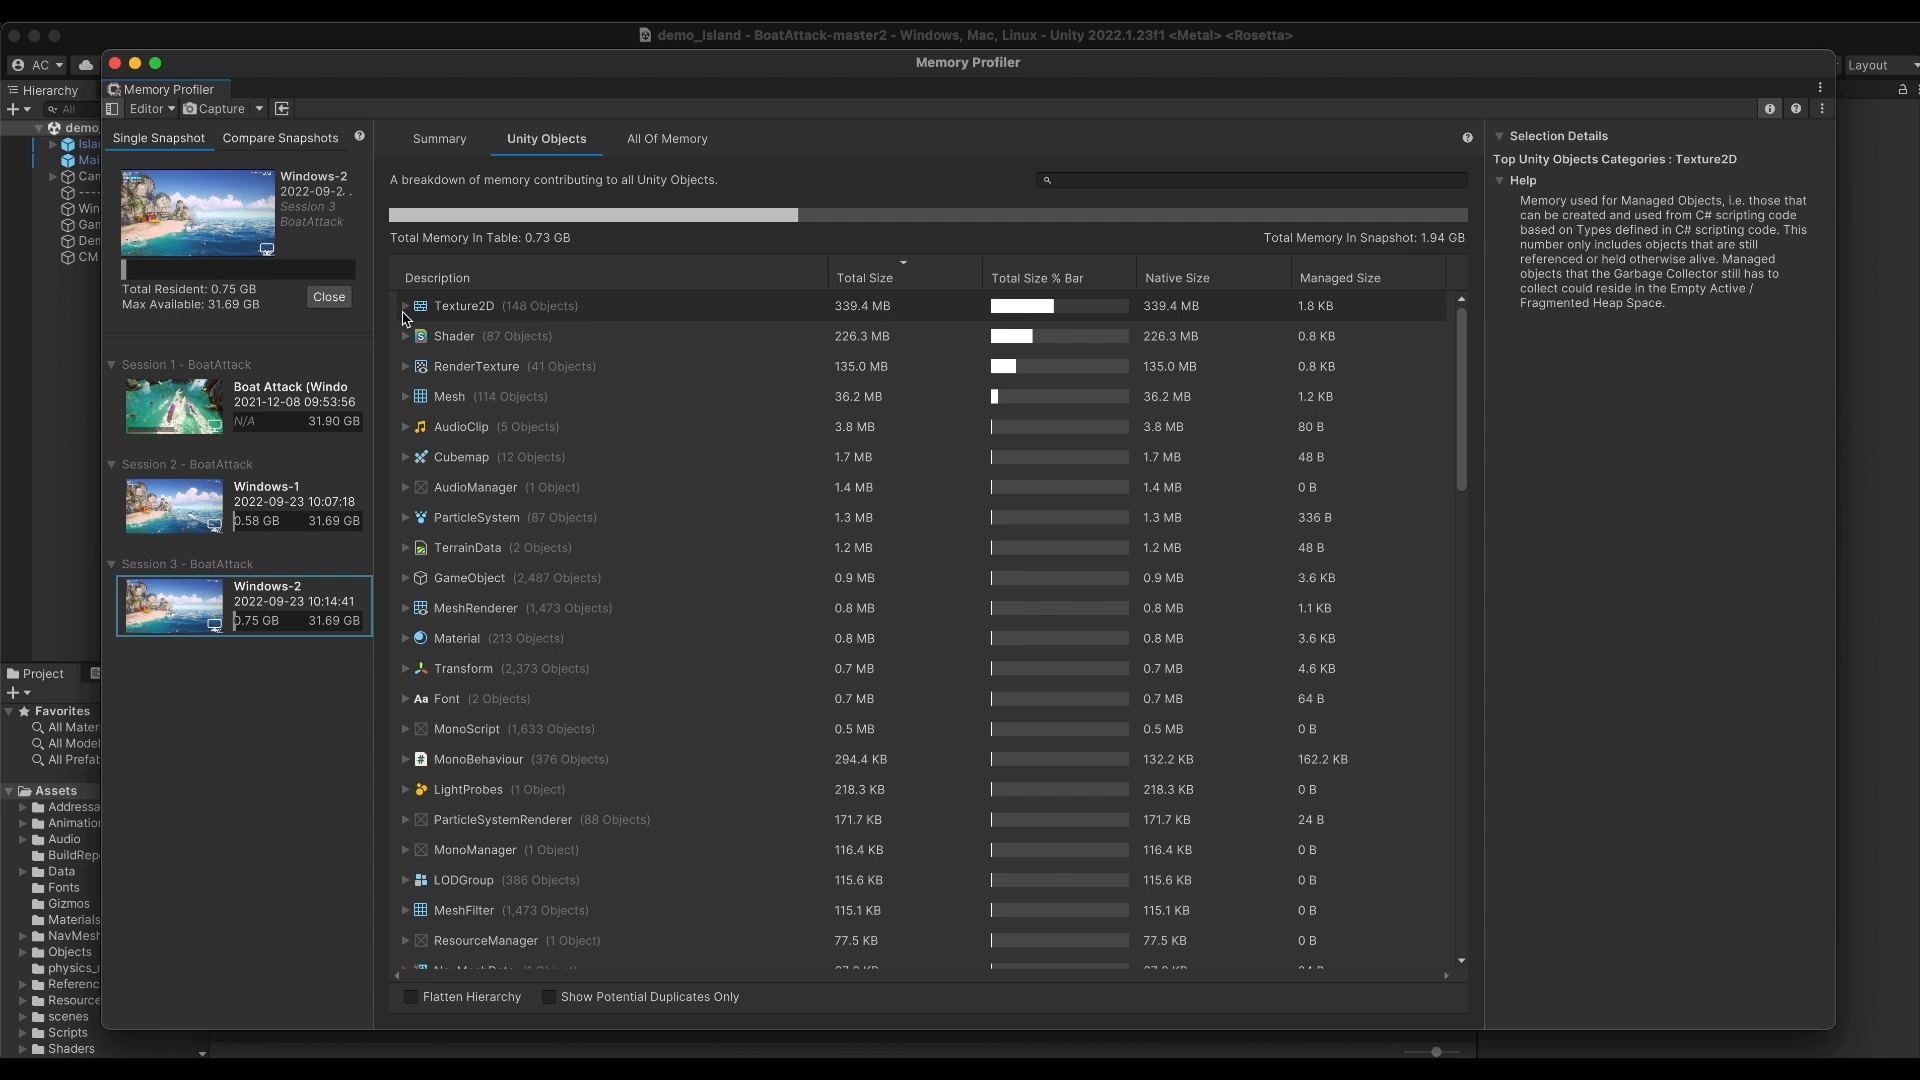 demo_Island - BoatAttack-master2 - Windows, Mac, Linux - Unity 2022.1.23f1 <Metal> <Rosetta>
AC
Layout
Memory Profiler
Hierarchy
All
demo_
Isla
Mai
Can
----
Win
Gam
Den
CM
Project
Favorites
All Mater
All Model
All Prefab
Assets
Addressa
Animatio
Audio
BuildRep
Data
Fonts
Gizmos
Materials
NavMesh
Objects
physics_
Referenc
Resource
scenes
Scripts
Shaders
Memory Profiler
Editor
Capture
Single Snapshot
Compare Snapshots
Windows-2
2022-09-2. .
Session 3
BoatAttack
Total Resident: 0.75 GB
Max Available: 31.69 GB
Close
Session 1 - BoatAttack
Boat Attack (Windo
2021-12-08 09:53:56
N/A 31.90 GB
Session 2 - BoatAttack
Windows-1
2022-09-23 10:07:18
0.58 GB 31.69 GB
Session 3 - BoatAttack
Windows-2
2022-09-23 10:14:41
0.75 GB 31.69 GB
Summary
Unity Objects
All Of Memory
A breakdown of memory contributing to all Unity Objects.
Total Memory In Table: 0.73 GB
Total Memory In Snapshot: 1.94 GB
Description Total Size Total Size % Bar Native Size Managed Size
Texture2D (148 Objects) 339.4 MB 339.4 MB 1.8 KB
Shader (87 Objects) 226.3 MB 226.3 MB 0.8 KB
RenderTexture (41 Objects) 135.0 MB 135.0 MB 0.8 KB
Mesh (114 Objects) 36.2 MB 36.2 MB 1.2 KB
AudioClip (5 Objects) 3.8 MB 3.8 MB 80 B
Cubemap (12 Objects) 1.7 MB 1.7 MB 48 B
AudioManager (1 Object) 1.4 MB 1.4 MB 0 B
ParticleSystem (87 Objects) 1.3 MB 1.3 MB 336 B
TerrainData (2 Objects) 1.2 MB 1.2 MB 48 B
GameObject (2,487 Objects) 0.9 MB 0.9 MB 3.6 KB
MeshRenderer (1,473 Objects) 0.8 MB 0.8 MB 1.1 KB
Material (213 Objects) 0.8 MB 0.8 MB 3.6 KB
Transform (2,373 Objects) 0.7 MB 0.7 MB 4.6 KB
Font (2 Objects) 0.7 MB 0.7 MB 64 B
MonoScript (1,633 Objects) 0.5 MB 0.5 MB 0 B
MonoBehaviour (376 Objects) 294.4 KB 132.2 KB 162.2 KB
LightProbes (1 Object) 218.3 KB 218.3 KB 0 B
ParticleSystemRenderer (88 Objects) 171.7 KB 171.7 KB 24 B
MonoManager (1 Object) 116.4 KB 116.4 KB 0 B
LODGroup (386 Objects) 115.6 KB 115.6 KB 0 B
MeshFilter (1,473 Objects) 115.1 KB 115.1 KB 0 B
ResourceManager (1 Object) 77.5 KB 77.5 KB 0 B
Flatten Hierarchy
Show Potential Duplicates Only
Selection Details
Top Unity Objects Categories : Texture2D
Help
Memory used for Managed Objects, i.e. those that
can be created and used from C# scripting code
based on Types defined in C# scripting code. This
number only includes objects that are still
referenced or held otherwise alive. Managed
objects that the Garbage Collector still has to
collect could reside in the Empty Active /
Fragmented Heap Space.